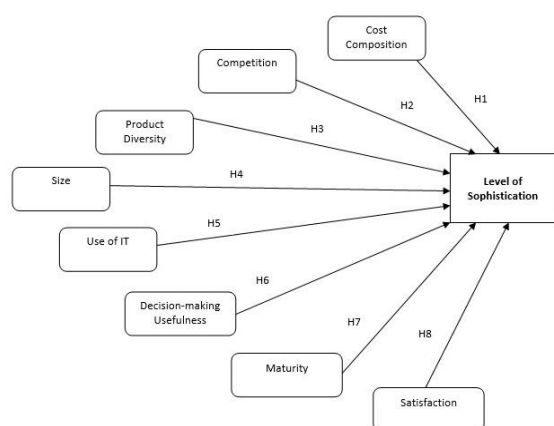 Cost
Composition
Competition
H1
H2
Product
Diversity
H3
Level of
Sophistication
Size
H4
H5
Use of IT
H6
Decision-making
Usefulness
H7
H8
Maturity
Satisfaction